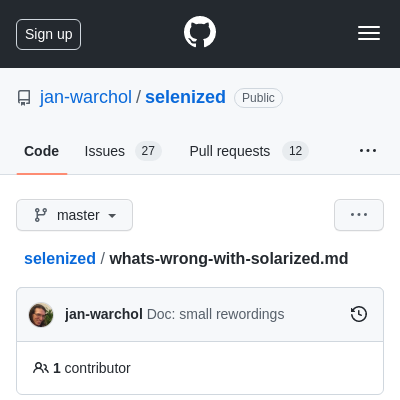 Sign up
jan-warchol / selenized Public
Code Issues 27 Pull requests 12
master
selenized / whats-wrong-with-solarized.md
jan-warchol Doc: small rewordings
1 contributor